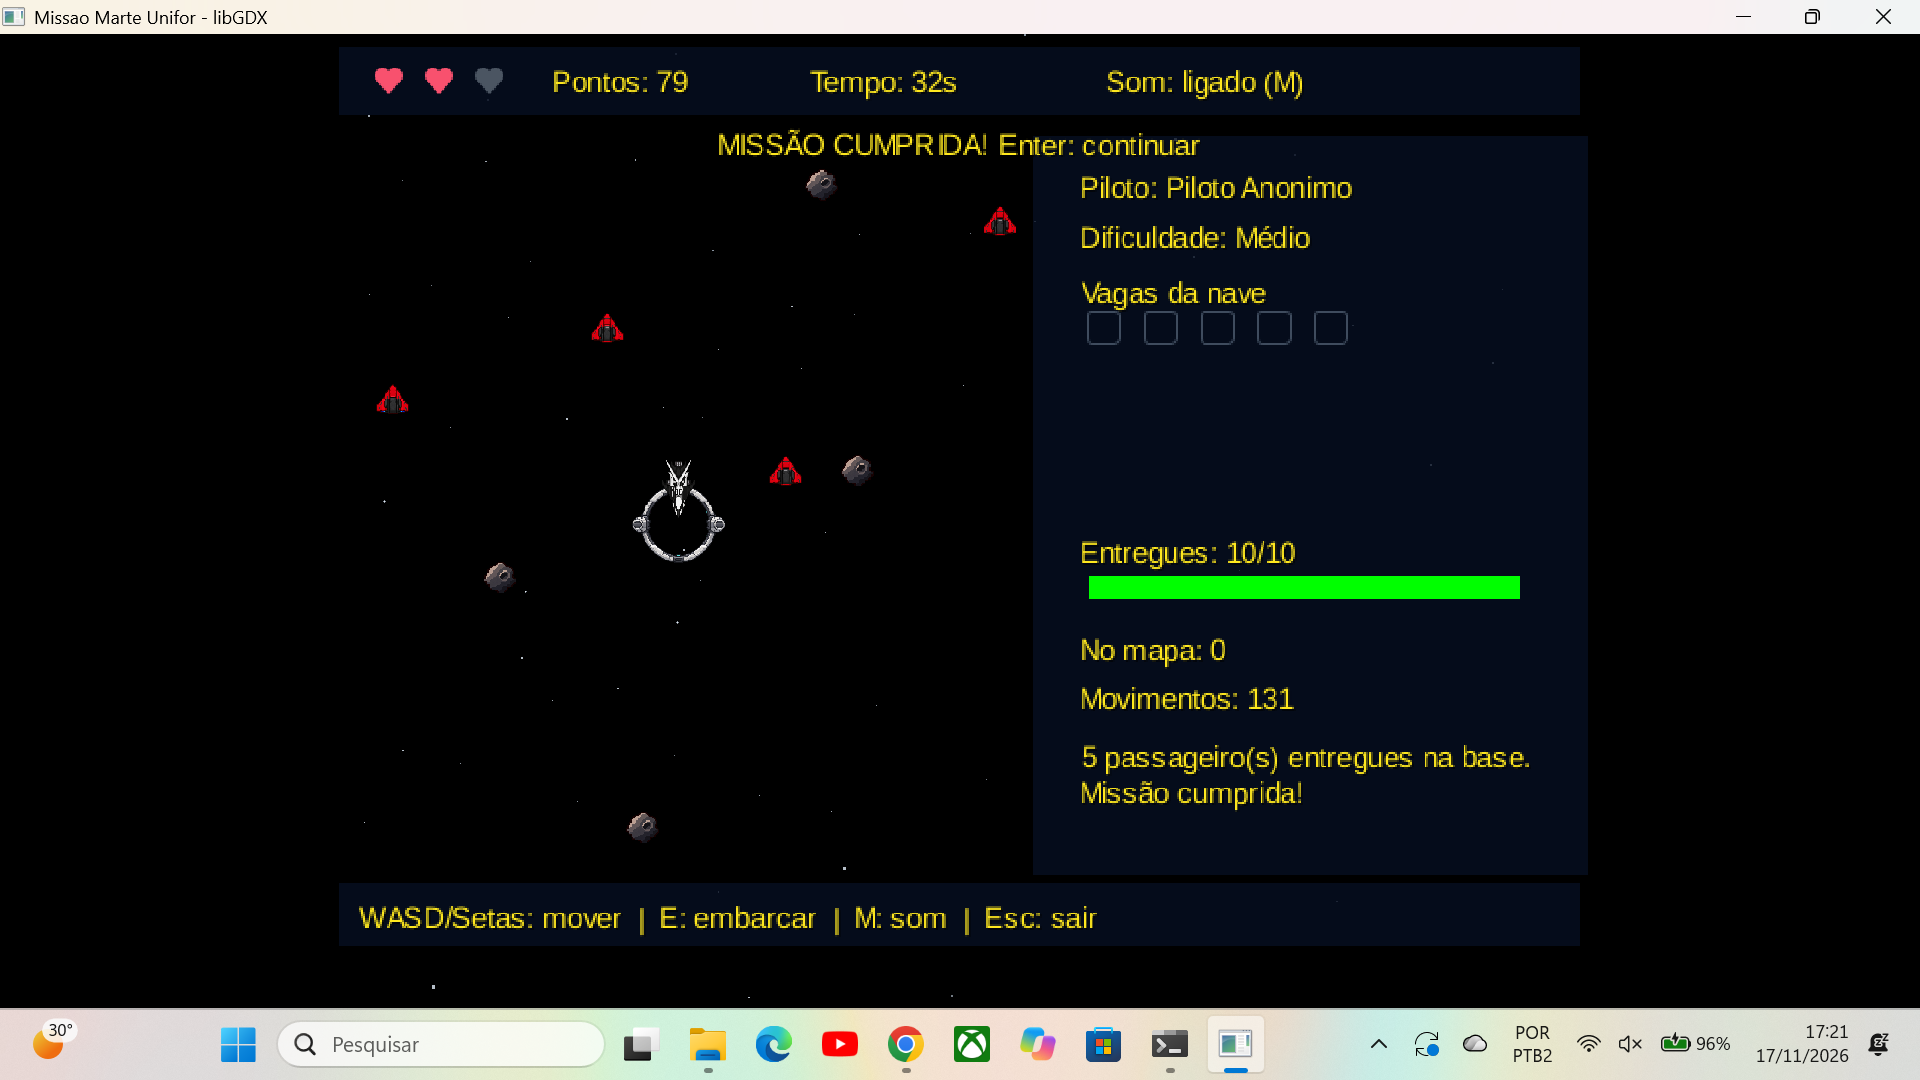 Missao Marte Unifor - libGDX
Pontos: 79 Tempo: 32s Som: ligado (M)
MISSÃO CUMPRIDA! Enter: continuar
Piloto: Piloto Anonimo
Dificuldade: Médio
Vagas da nave
Entregues: 10/10
No mapa: 0
Movimentos: 131
5 passageiro(s) entregues na base.
Missão cumprida!
WASD/Setas: mover | E: embarcar | M: som | Esc: sair
30°
Pesquisar
POR
PTB2
96%
17:21
17/11/2026